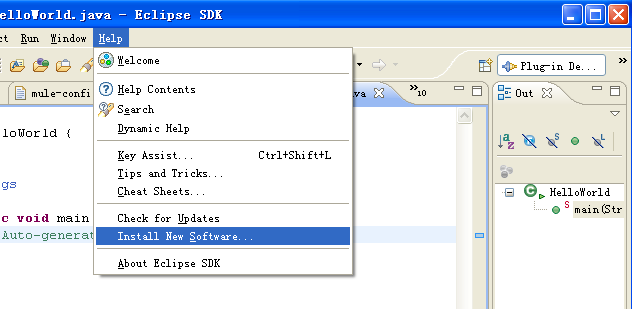 elloWorld.java - Eclipse SDK
ct Run Window Help
Plug-in De...
mule-confi
va
10
Out
Welcome
Help Contents
Search
Dynamic Help
Key Assist... Ctrl+Shift+L
Tips and Tricks...
Cheat Sheets...
Check for Updates
Install New Software...
About Eclipse SDK
loWorld {
gs
c void main
Auto-generat
HelloWorld
main(Str